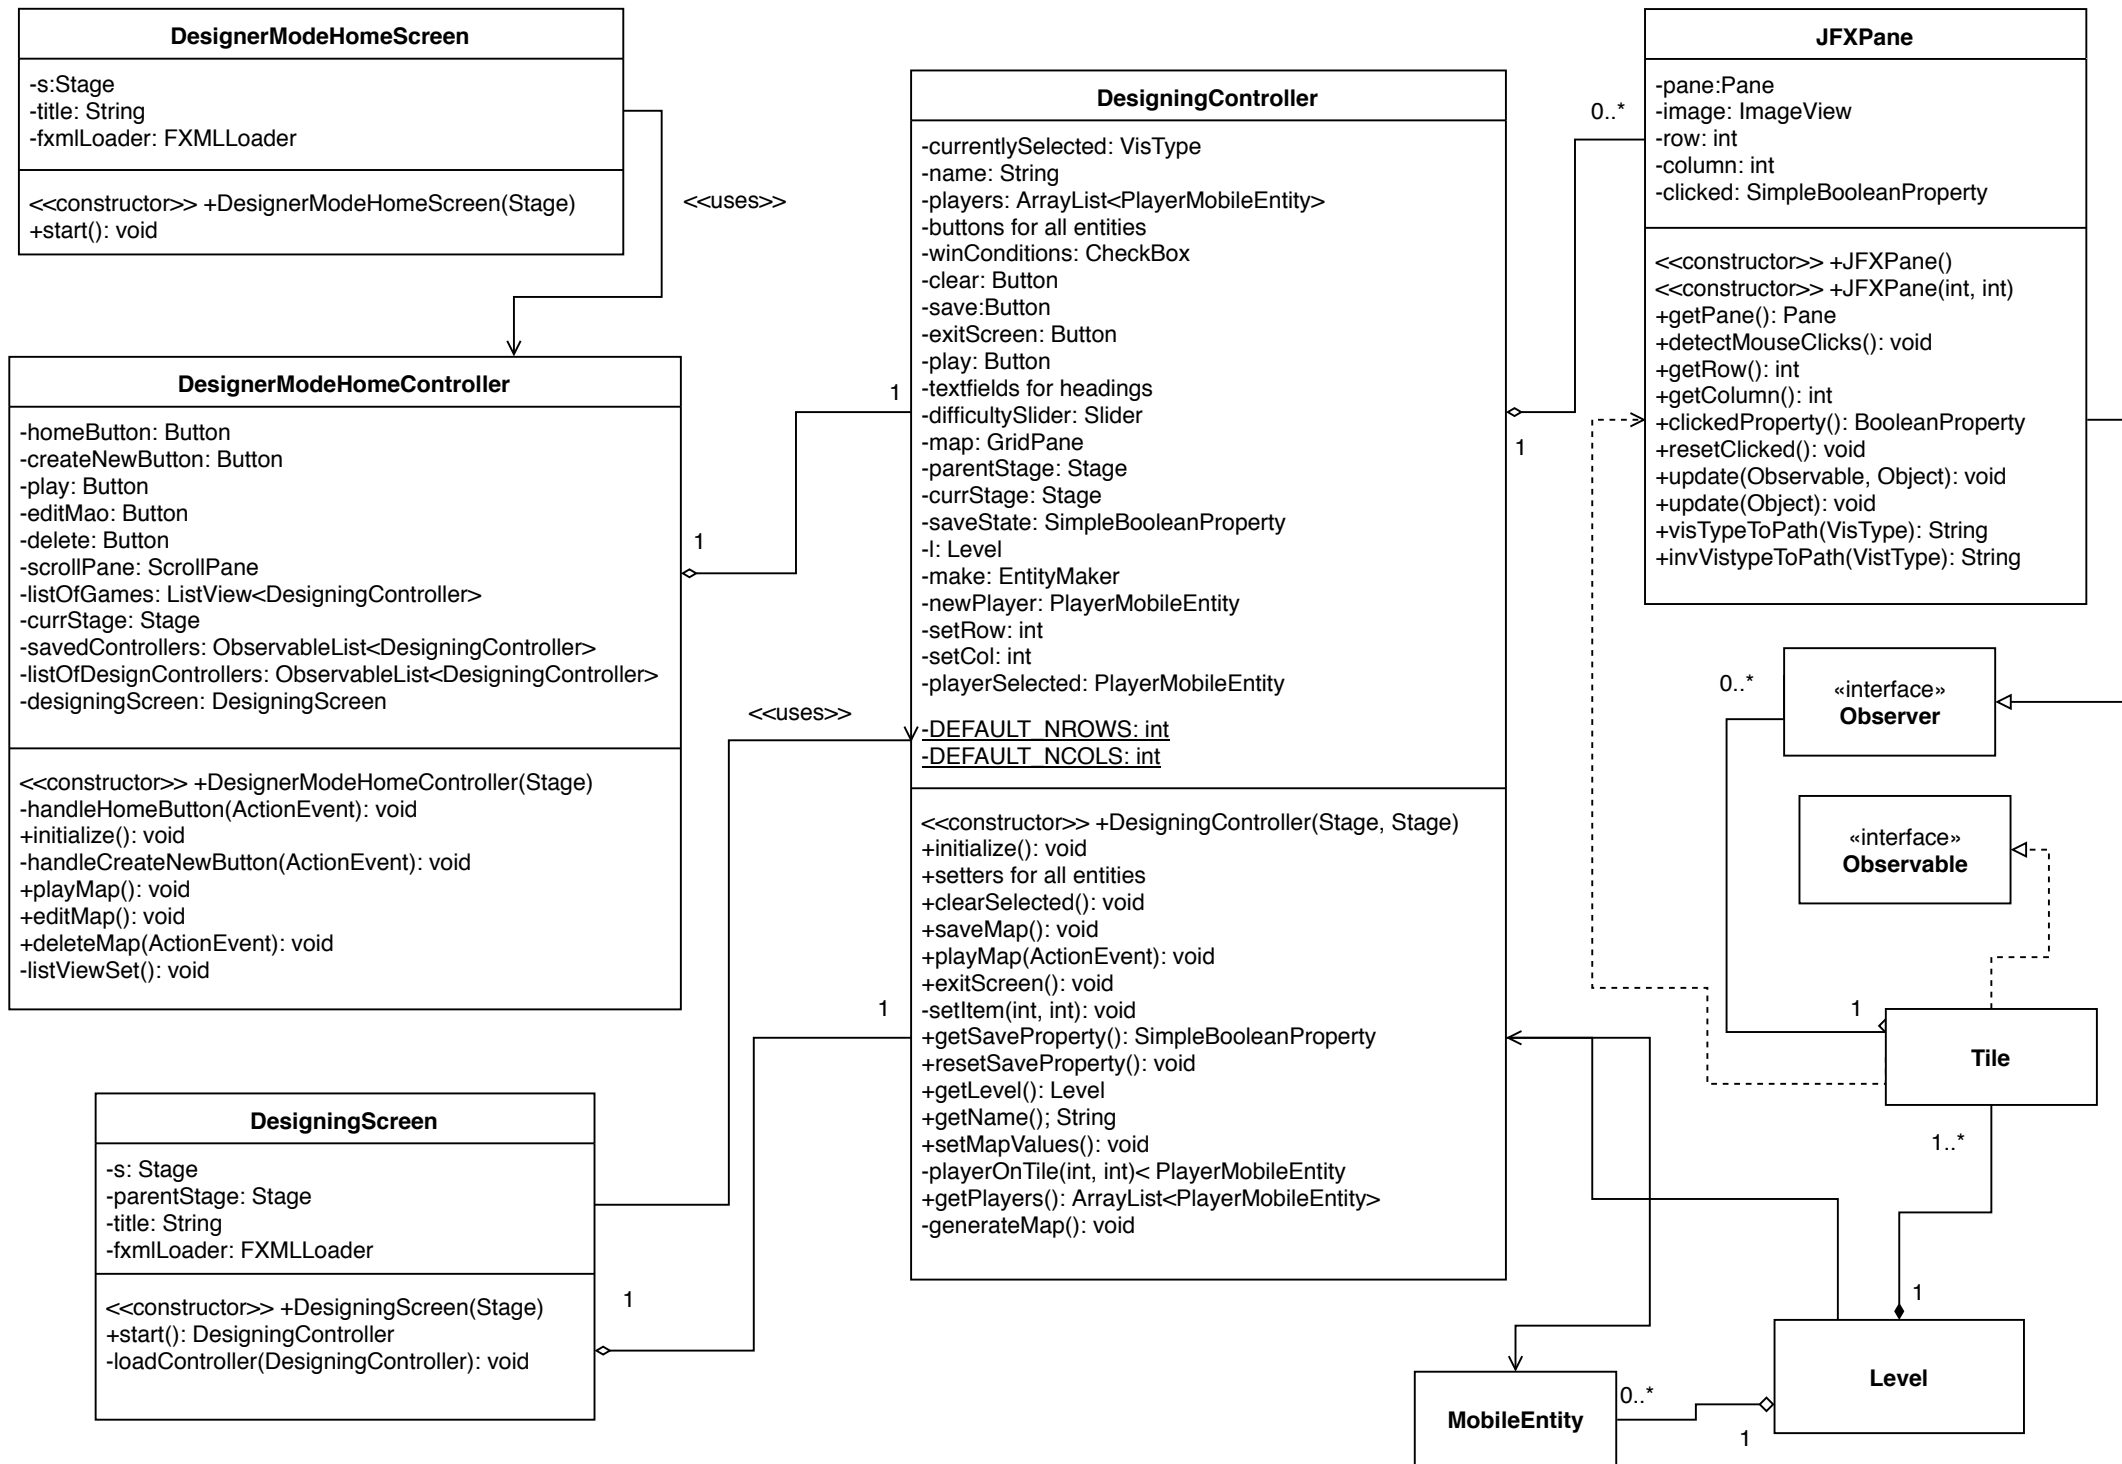 DesignerModeHomeScreen
-s:Stage
-title: String
-fxmlLoader: FXMLLoader
<<constructor>> +DesignerModeHomeScreen(Stage)
+start(): void
<<uses>>
DesignerModeHomeController
-homeButton: Button
-createNewButton: Button
-play: Button
-editMao: Button
-delete: Button
-scrollPane: ScrollPane
-listOfGames: ListView<DesigningController>
-currStage: Stage
-savedControllers: ObservableList<DesigningController>
-listOfDesignControllers: ObservableList<DesigningController>
-designingScreen: DesigningScreen
<<constructor>> +DesignerModeHomeController(Stage)
-handleHomeButton(ActionEvent): void
+initialize(): void
-handleCreateNewButton(ActionEvent): void
+playMap(): void
+editMap(): void
+deleteMap(ActionEvent): void
-listViewSet(): void
1
1
<<uses>>
DesigningScreen
-s: Stage
-parentStage: Stage
-title: String
-fxmlLoader: FXMLLoader
<<constructor>> +DesigningScreen(Stage)
+start(): DesigningController
-loadController(DesigningController): void
1
1
DesigningController
-currentlySelected: VisType
-name: String
-players: ArrayList<PlayerMobileEntity>
-buttons for all entities
-winConditions: CheckBox
-clear: Button
-save:Button
-exitScreen: Button
-play: Button
-textfields for headings
-difficultySlider: Slider
-map: GridPane
-parentStage: Stage
-currStage: Stage
-saveState: SimpleBooleanProperty
-l: Level
-make: EntityMaker
-newPlayer: PlayerMobileEntity
-setRow: int
-setCol: int
-playerSelected: PlayerMobileEntity
-DEFAULT_NROWS: int
-DEFAULT_NCOLS: int
<<constructor>> +DesigningController(Stage, Stage)
+initialize(): void
+setters for all entities
+clearSelected(): void
+saveMap(): void
+playMap(ActionEvent): void
+exitScreen(): void
-setItem(int, int): void
+getSaveProperty(): SimpleBooleanProperty
+resetSaveProperty(): void
+getLevel(): Level
+getName(); String
+setMapValues(): void
-playerOnTile(int, int)< PlayerMobileEntity
+getPlayers(): ArrayList<PlayerMobileEntity>
-generateMap(): void
0..*
1
JFXPane
-pane:Pane
-image: ImageView
-row: int
-column: int
-clicked: SimpleBooleanProperty
<<constructor>> +JFXPane()
<<constructor>> +JFXPane(int, int)
+getPane(): Pane
+detectMouseClicks(): void
+getRow(): int
+getColumn(): int
+clickedProperty(): BooleanProperty
+resetClicked(): void
+update(Observable, Object): void
+update(Object): void
+visTypeToPath(VisType): String
+invVistypeToPath(VistType): String
0..*
«interface»
Observer
«interface»
Observable
1
Tile
1..*
1
Level
0..*
1
MobileEntity